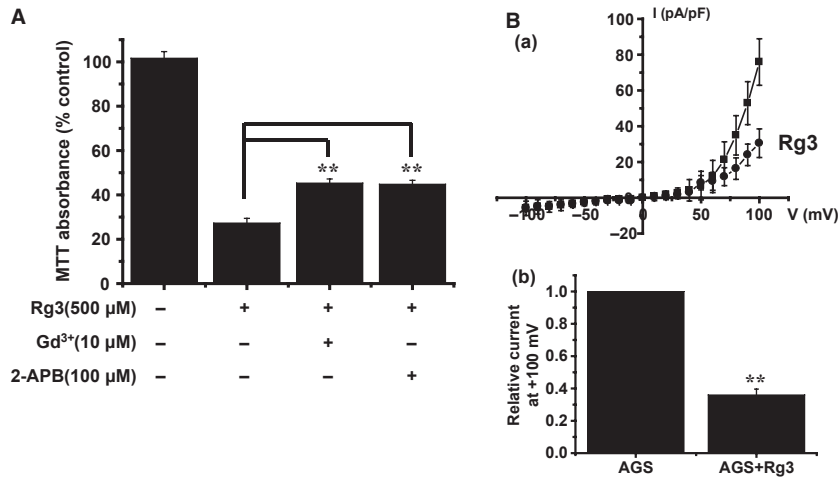 A
MTT absorbance (% control)
100
80
60
40
20
0
** **
Rg3(500 µM) – + + +
Gd³⁺(10 µM) – – + –
2-APB(100 µM) – – – +
B
(a)
I (pA/pF)
100
80
60
40
20
0
−20
−100 −50 0 50 100 V (mV)
Rg3
(b)
Relative current
at +100 mV
1.0
0.8
0.6
0.4
0.2
0.0
**
AGS AGS+Rg3